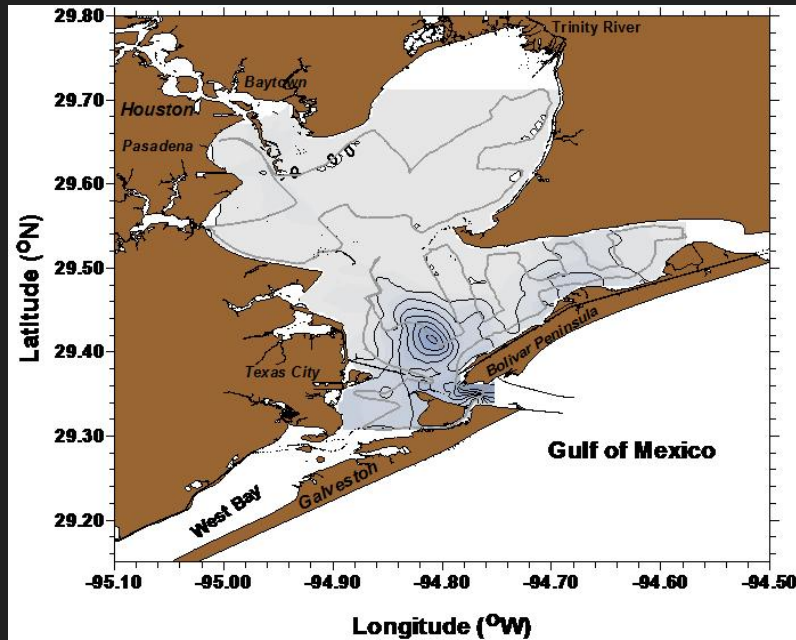 29.80
29.70
29.60
29.50
29.40
29.30
29.20
Latitude (ºN)
Trinity River
Baytown
Houston
Pasadena
Texas City
Bolivar Peninsula
Gulf of Mexico
Galveston
West Bay
-95.10 -95.00 -94.90 -94.80 -94.70 -94.60 -94.50
Longitude (ºW)